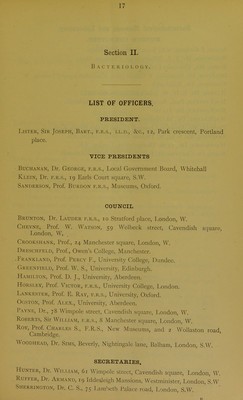 17
Section II.
BACTERIOLOGY.
LIST OF OFFICERS.
PRESIDENT.
LISTER, SIR JOSEPH, BART., F.R.S., LL.D., &c., 12, Park crescent, Portland
place.
VICE PRESIDENTS
BUCHANAN, Dr. GEORGE, F.R.S., Local Government Board, Whitehall
KLEIN, Dr. F.R.S., 19 Earls Court square, S.W.
SANDERSON, Prof. BURDON F.R.S., Museums, Oxford.
COUNCIL
BRUNTON, Dr. LAUDER F.R.S., 10 Stratford place, London, W.
CHEYNE, Prof. W. WATSON, 59 Welbeck street, Cavendish square,
London, W.
CROOKSHANK, Prof., 24 Manchester square, London, W.
DRESCHFELD, Prof., Owen's College, Manchester
FRANKLAND, Prof. PERCY F., University College, Dundee.
GREENFIELD, Prof. W. S., University, Edinburgh.
HAMILTON, Prof. D. J., University, Aberdeen.
HORSLEY, Prof. VICTOR, F.R.S., University College, London.
LANKESTER, Prof. E. RAY, F.R.S., University, Oxford.
OGSTON, Prof. ALEX., University, Aberdeen.
PAVNE, Dr., 78 Wimpole street, Cavendish square, London, W.
ROBERTS, Sir WILLIAM, F.R.S., 8 Manchester square, London, W.
ROY, Prof. CHARLES S., F.R.S., New Museums, and 2 Wollaston road,
Cambridge.
WOODHEAD, Dr. SIMS, Beverly, Nightingale lane, Balham, London, S.W.
SECRETARIES,
HUNTER, Dr. WILLIAM, 61 Wimpole street, Cavendish square, London, W.
RUFFER, Dr. ARMAND, 19 Iddesleigh Mansions, Westminster, London, S.W
SHERRINGTON, Dr. C. S., 75 Lambeth Palace road, London, S.W.